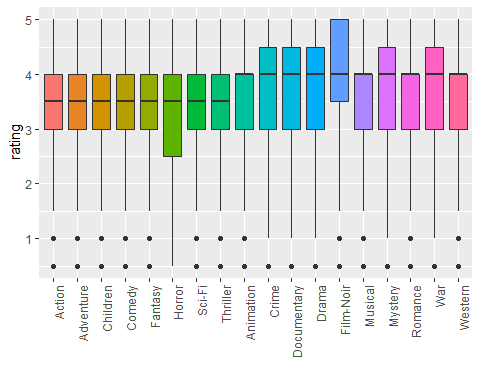 rating
5
4
3
2
1
Action
Adventure
Children
Comedy
Fantasy
Horror
Sci-Fi
Thriller
Animation
Crime
Documentary
Drama
Film-Noir
Musical
Mystery
Romance
War
Western